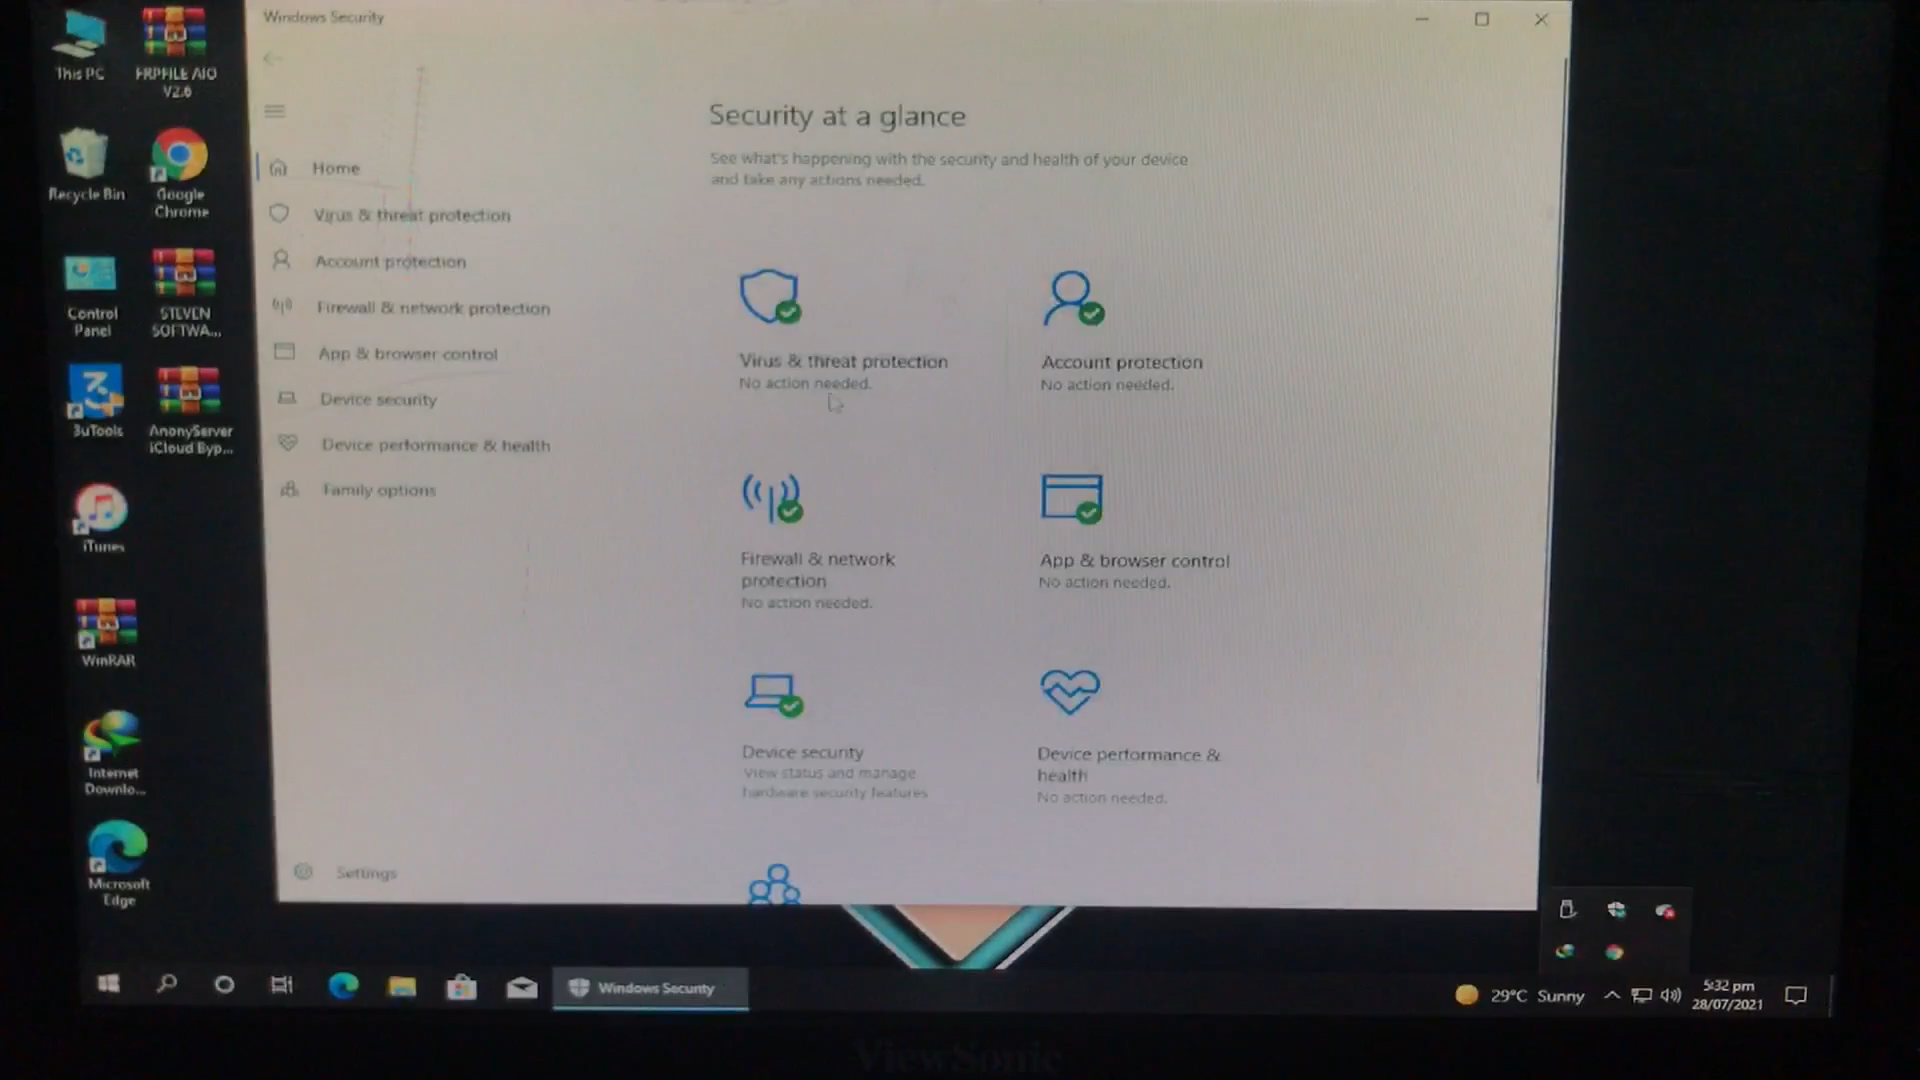 Windows Security
This PC
FRPFILE AIO
V2.6
Recycle Bin
Google
Chrome
Control
Panel
STEVEN
SOFTWA...
3uTools
AnonyServer
iCloud Byp...
iTunes
WinRAR
Internet
Downlo...
Microsoft
Edge
Home
Virus & threat protection
Account protection
Firewall & network protection
App & browser control
Device security
Device performance & health
Family options
Settings
Security at a glance
See what's happening with the security and health of your device
and take any actions needed.
Virus & threat protection
No action needed.
Account protection
No action needed.
Firewall & network
protection
No action needed.
App & browser control
No action needed.
Device security
View status and manage
hardware security features
Device performance &
health
No action needed.
Windows Security
29°C Sunny
5:32 pm
28/07/2021
ViewSonic